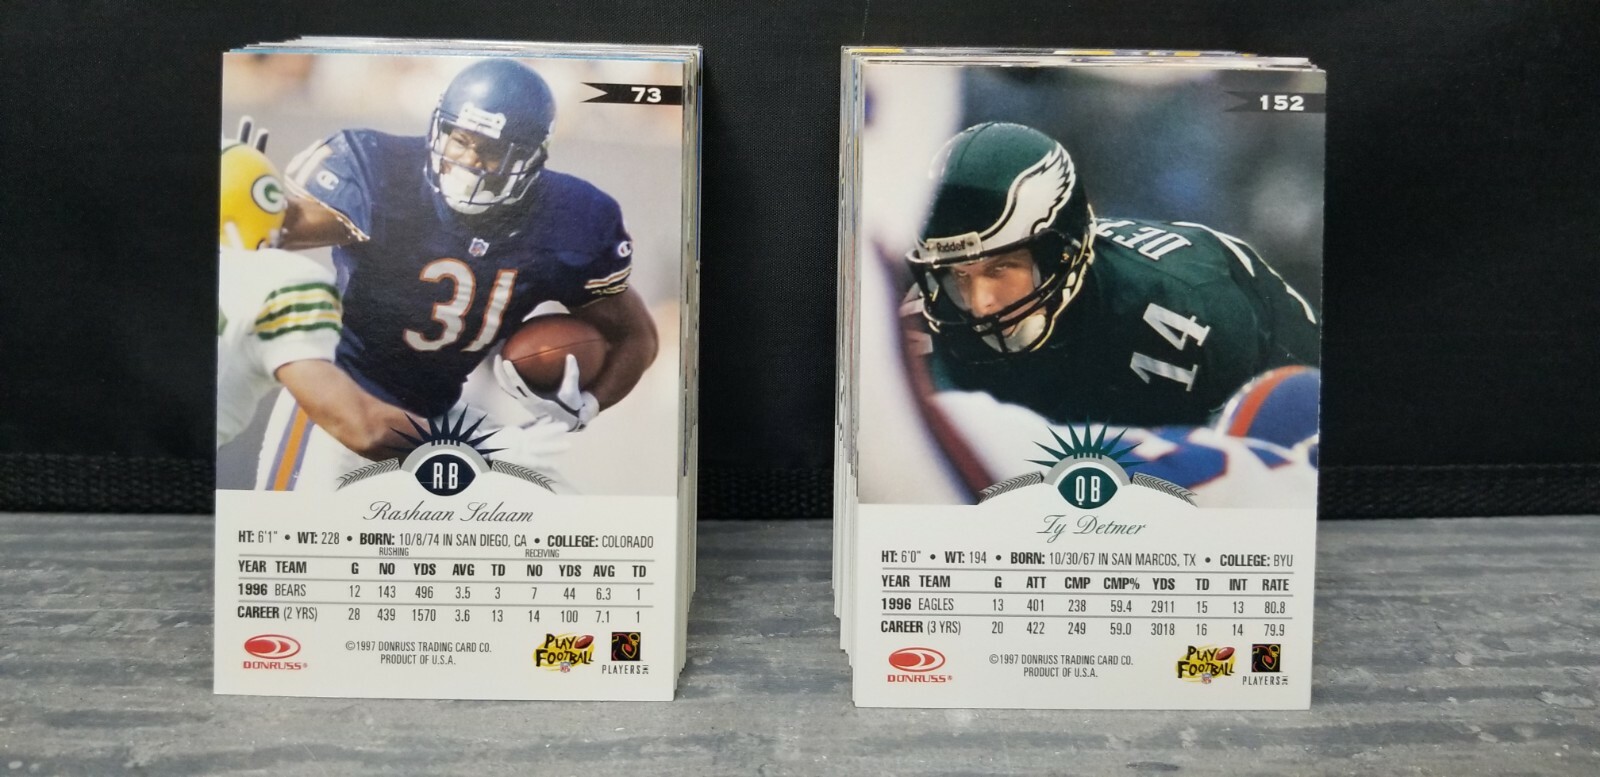 73
31
RB
Rashaan Salaam
HT: 6'1" • WT: 228 • BORN: 10/8/74 IN SAN DIEGO, CA • COLLEGE: COLORADO
RUSHING RECEIVING
YEAR TEAM G NO YDS AVG TD NO YDS AVG TD
1996 BEARS 12 143 496 3.5 3 7 44 6.3 1
CAREER (2 YRS) 28 439 1570 3.6 13 14 100 7.1 1
DONRUSS®
©1997 DONRUSS TRADING CARD CO.
PRODUCT OF U.S.A.
PLAY FOOTBALL
NFL
PLAYERS INC
152
Riddell
DET
14
QB
Ty Detmer
HT: 6'0" • WT: 194 • BORN: 10/30/67 IN SAN MARCOS, TX • COLLEGE: BYU
YEAR TEAM G ATT CMP CMP% YDS TD INT RATE
1996 EAGLES 13 401 238 59.4 2911 15 13 80.8
CAREER (3 YRS) 20 422 249 59.0 3018 16 14 79.9
DONRUSS®
©1997 DONRUSS TRADING CARD CO.
PRODUCT OF U.S.A.
PLAY FOOTBALL
NFL
PLAYERS INC